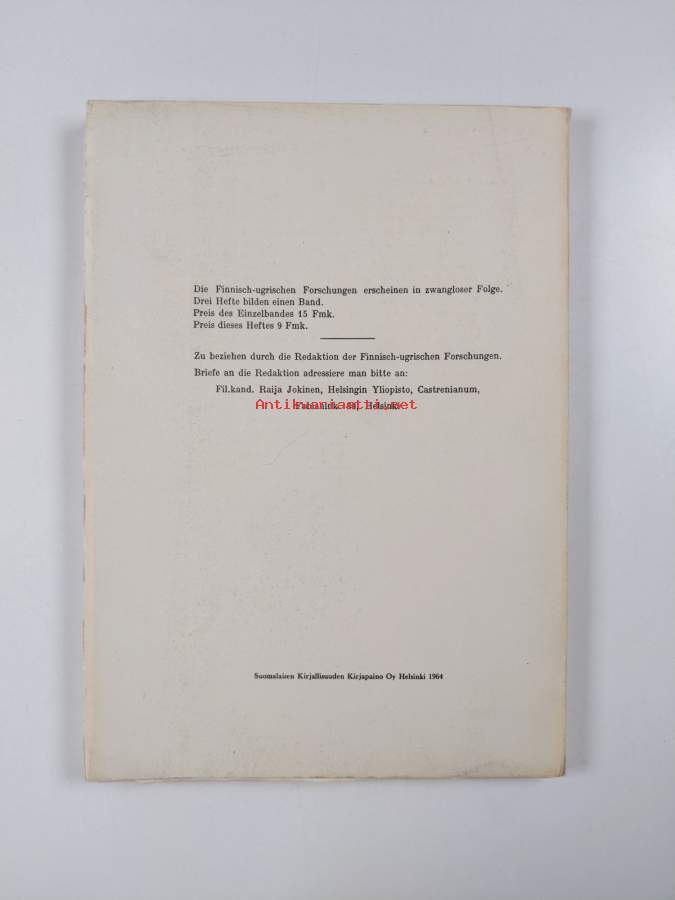 Die Finnisch-ugrischen Forschungen erscheinen in zwangloser Folge.
Drei Hefte bilden einen Band.
Preis des Einzelbandes 15 Fmk.
Preis dieses Heftes 9 Fmk.
Zu beziehen durch die Redaktion der Finnisch-ugrischen Forschungen.
Briefe an die Redaktion adressiere man bitte an:
Fil.kand. Raija Jokinen, Helsingin Yliopisto, Castrenianum,
Antikvariaatti.net
Helsinki
Suomalaisen Kirjallisuuden Kirjapaino Oy Helsinki 1964